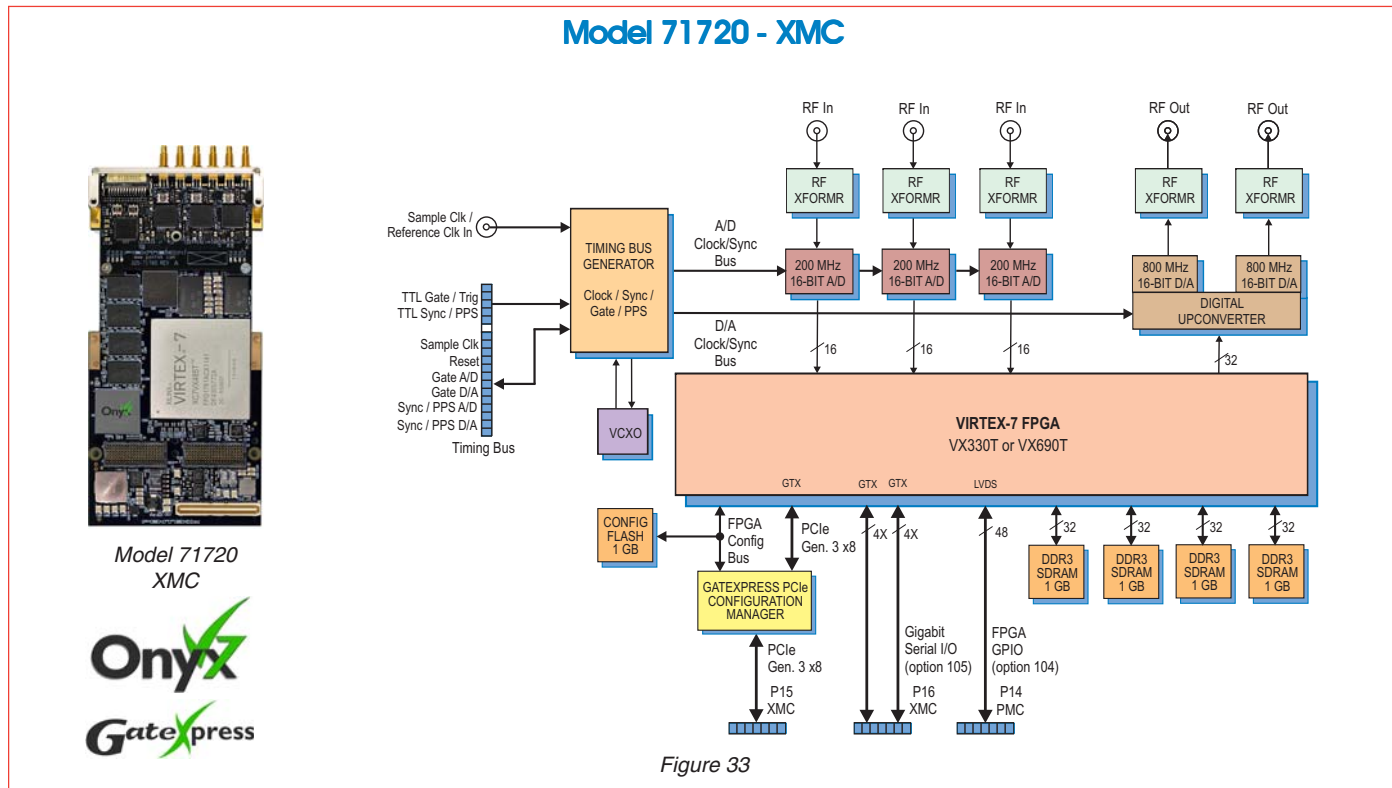 Model 71720 - XMC
RF In
RF In
RF In
RF Out
RF Out
RF
XFORMR
RF
XFORMR
RF
XFORMR
RF
XFORMR
RF
XFORMR
Sample Clk /
Reference Clk In
TIMING BUS
GENERATOR
Clock / Sync /
Gate / PPS
A/D
Clock/Sync
Bus
200 MHz
16-BIT A/D
200 MHz
16-BIT A/D
200 MHz
16-BIT A/D
800 MHz
16-BIT D/A
800 MHz
16-BIT D/A
DIGITAL
UPCONVERTER
TTL Gate / Trig
TTL Sync / PPS
Sample Clk
Reset
Gate A/D
Gate D/A
Sync / PPS A/D
Sync / PPS D/A
Timing Bus
D/A
Clock/Sync
Bus
16
16
16
32
VCXO
VIRTEX-7 FPGA
VX330T or VX690T
GTX
GTX
GTX
LVDS
CONFIG
FLASH
1 GB
FPGA
Config
Bus
PCIe
Gen. 3 x8
4X
4X
48
32
32
32
32
DDR3
SDRAM
1 GB
DDR3
SDRAM
1 GB
DDR3
SDRAM
1 GB
DDR3
SDRAM
1 GB
GATEXPRESS PCIe
CONFIGURATION
MANAGER
PCIe
Gen. 3 x8
Gigabit
Serial I/O
(option 105)
FPGA
GPIO
(option 104)
P15
XMC
P16
XMC
P14
PMC
VIRTEX-7
Onyx
Model 71720
XMC
Onyx7
GateXpress
Figure 33